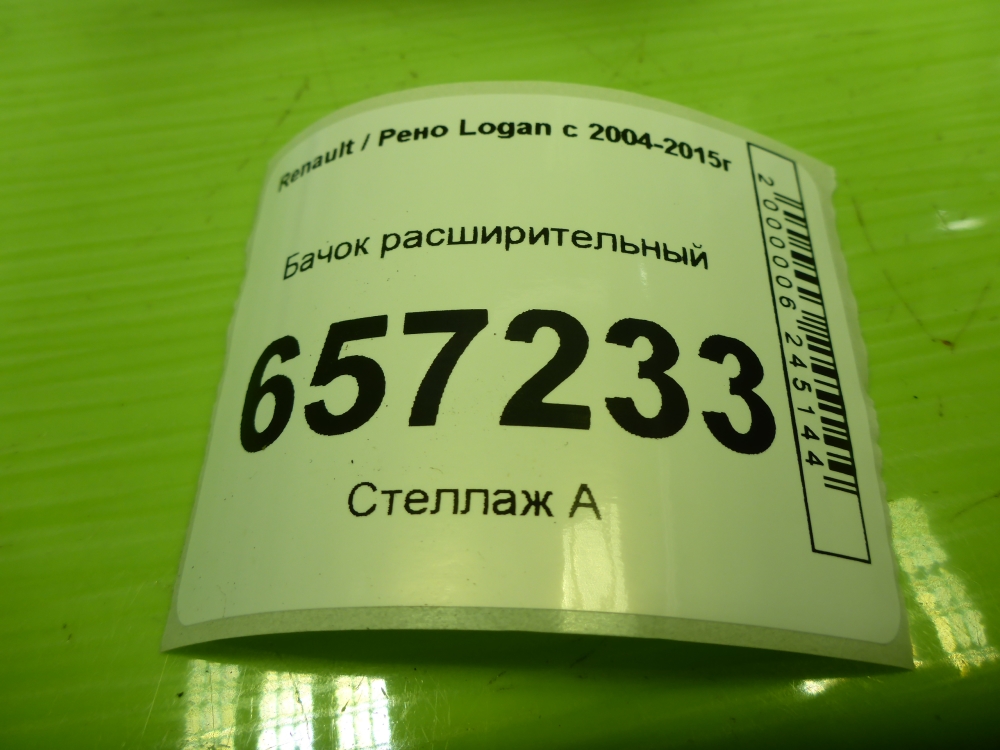 Renault / Рено Logan с 2004-2015г
Бачок расширительный
657233
Стеллаж А
2000006245144